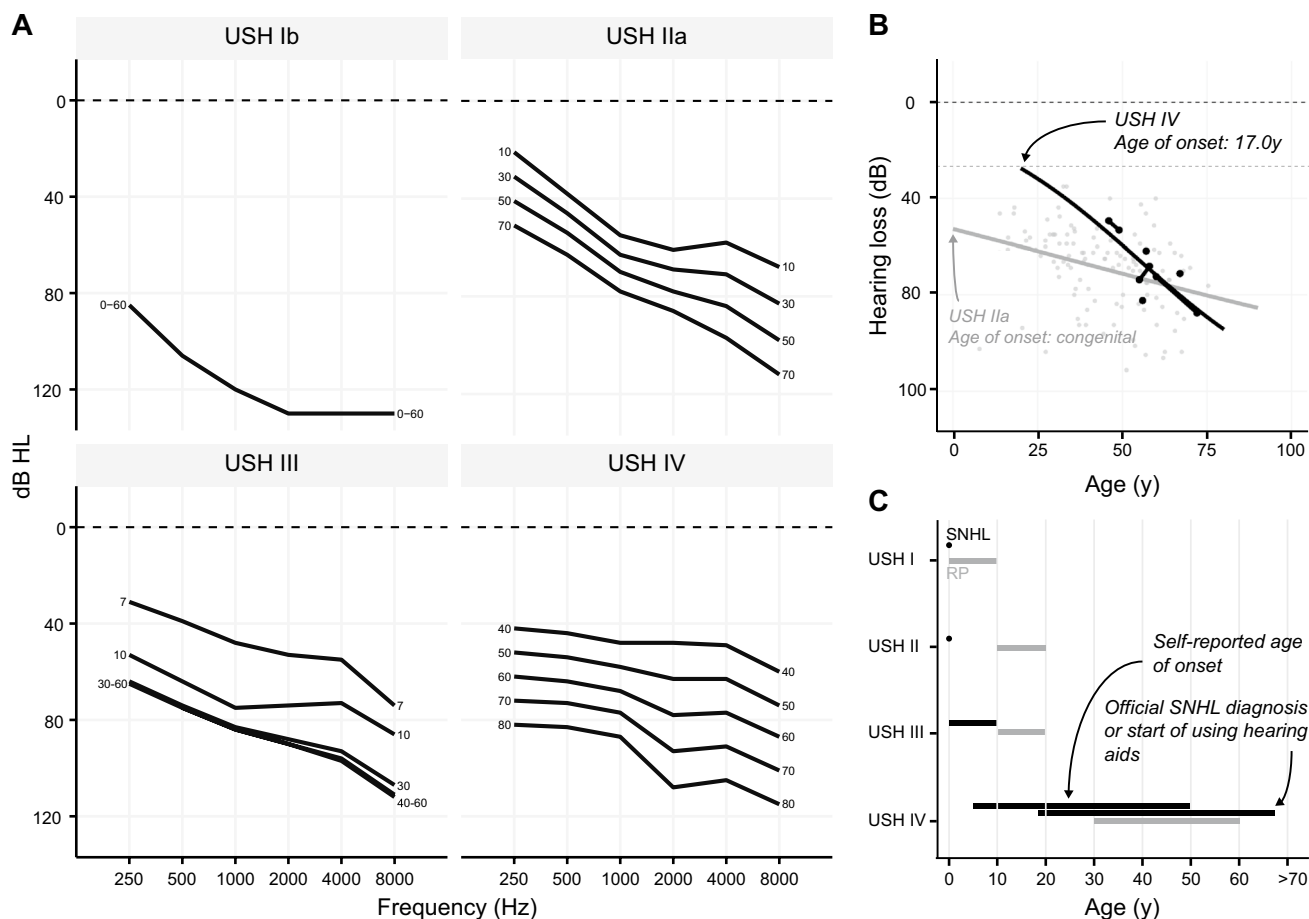 A
USH Ib
USH IIa
dB HL
0
40
80
120
0−60
0−60
10
30
50
70
10
30
50
70
USH III
USH IV
0
40
80
120
7
10
30-60
7
10
30
40-60
40
50
60
70
80
40
50
60
70
80
250 500 1000 2000 4000 8000
250 500 1000 2000 4000 8000
Frequency (Hz)
B
Hearing loss (dB)
0
40
60
80
100
USH IV
Age of onset: 17.0y
USH IIa
Age of onset: congenital
0 25 50 75 100
Age (y)
C
SNHL
USH I
RP
USH II
Self-reported age
of onset
Official SNHL diagnosis
or start of using hearing
aids
USH III
USH IV
0 10 20 30 40 50 60 >70
Age (y)